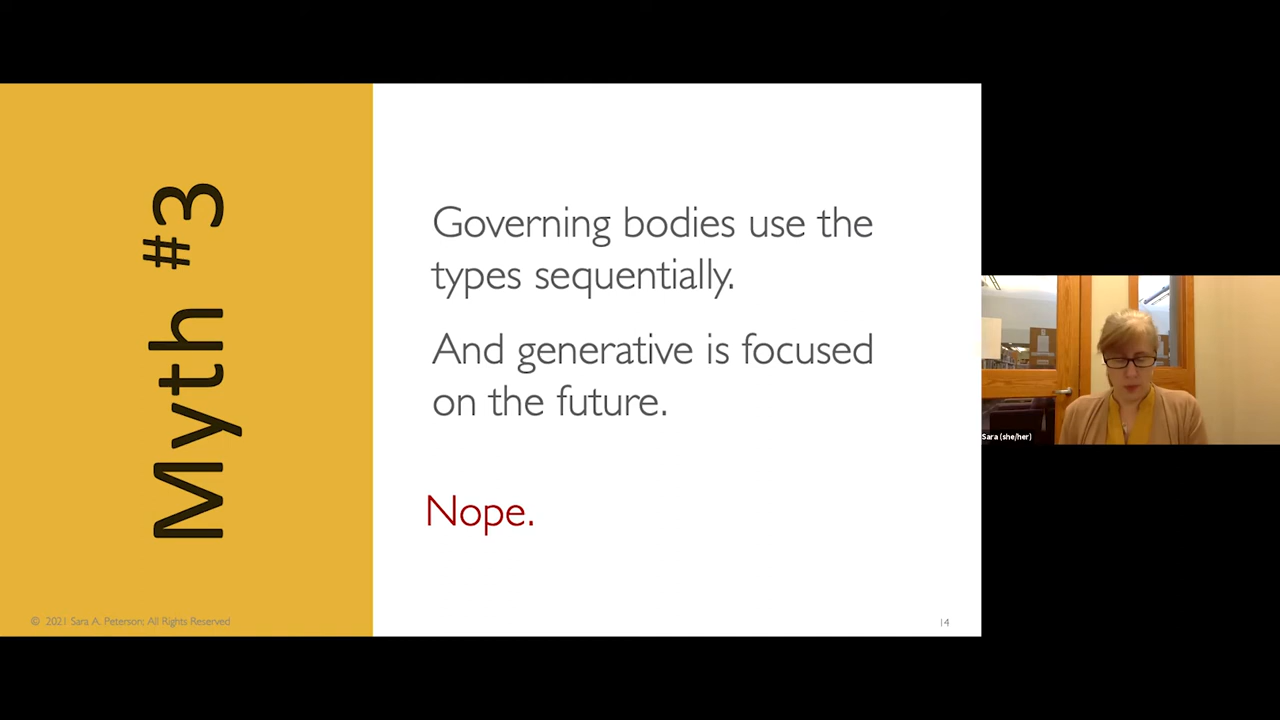 Myth #3
Governing bodies use the
types sequentially.
And generative is focused
on the future.
Nope.
© 2021 Sara A. Peterson; All Rights Reserved
14
Sara (she/her)